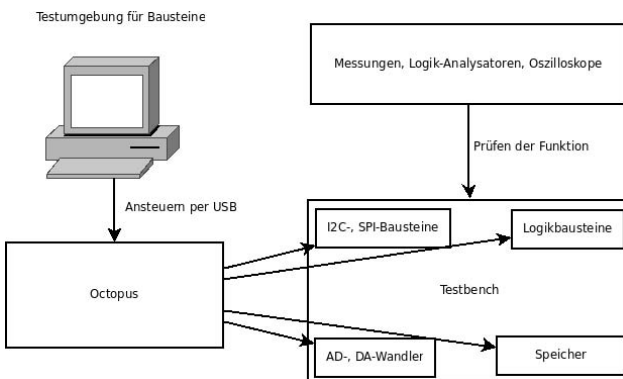 Testumgebung für Bausteine
Messungen, Logik-Analysatoren, Oszilloskope
Prüfen der Funktion
Ansteuern per USB
I2C-, SPI-Bausteine
Logikbausteine
Octopus
Testbench
AD-, DA-Wandler
Speicher